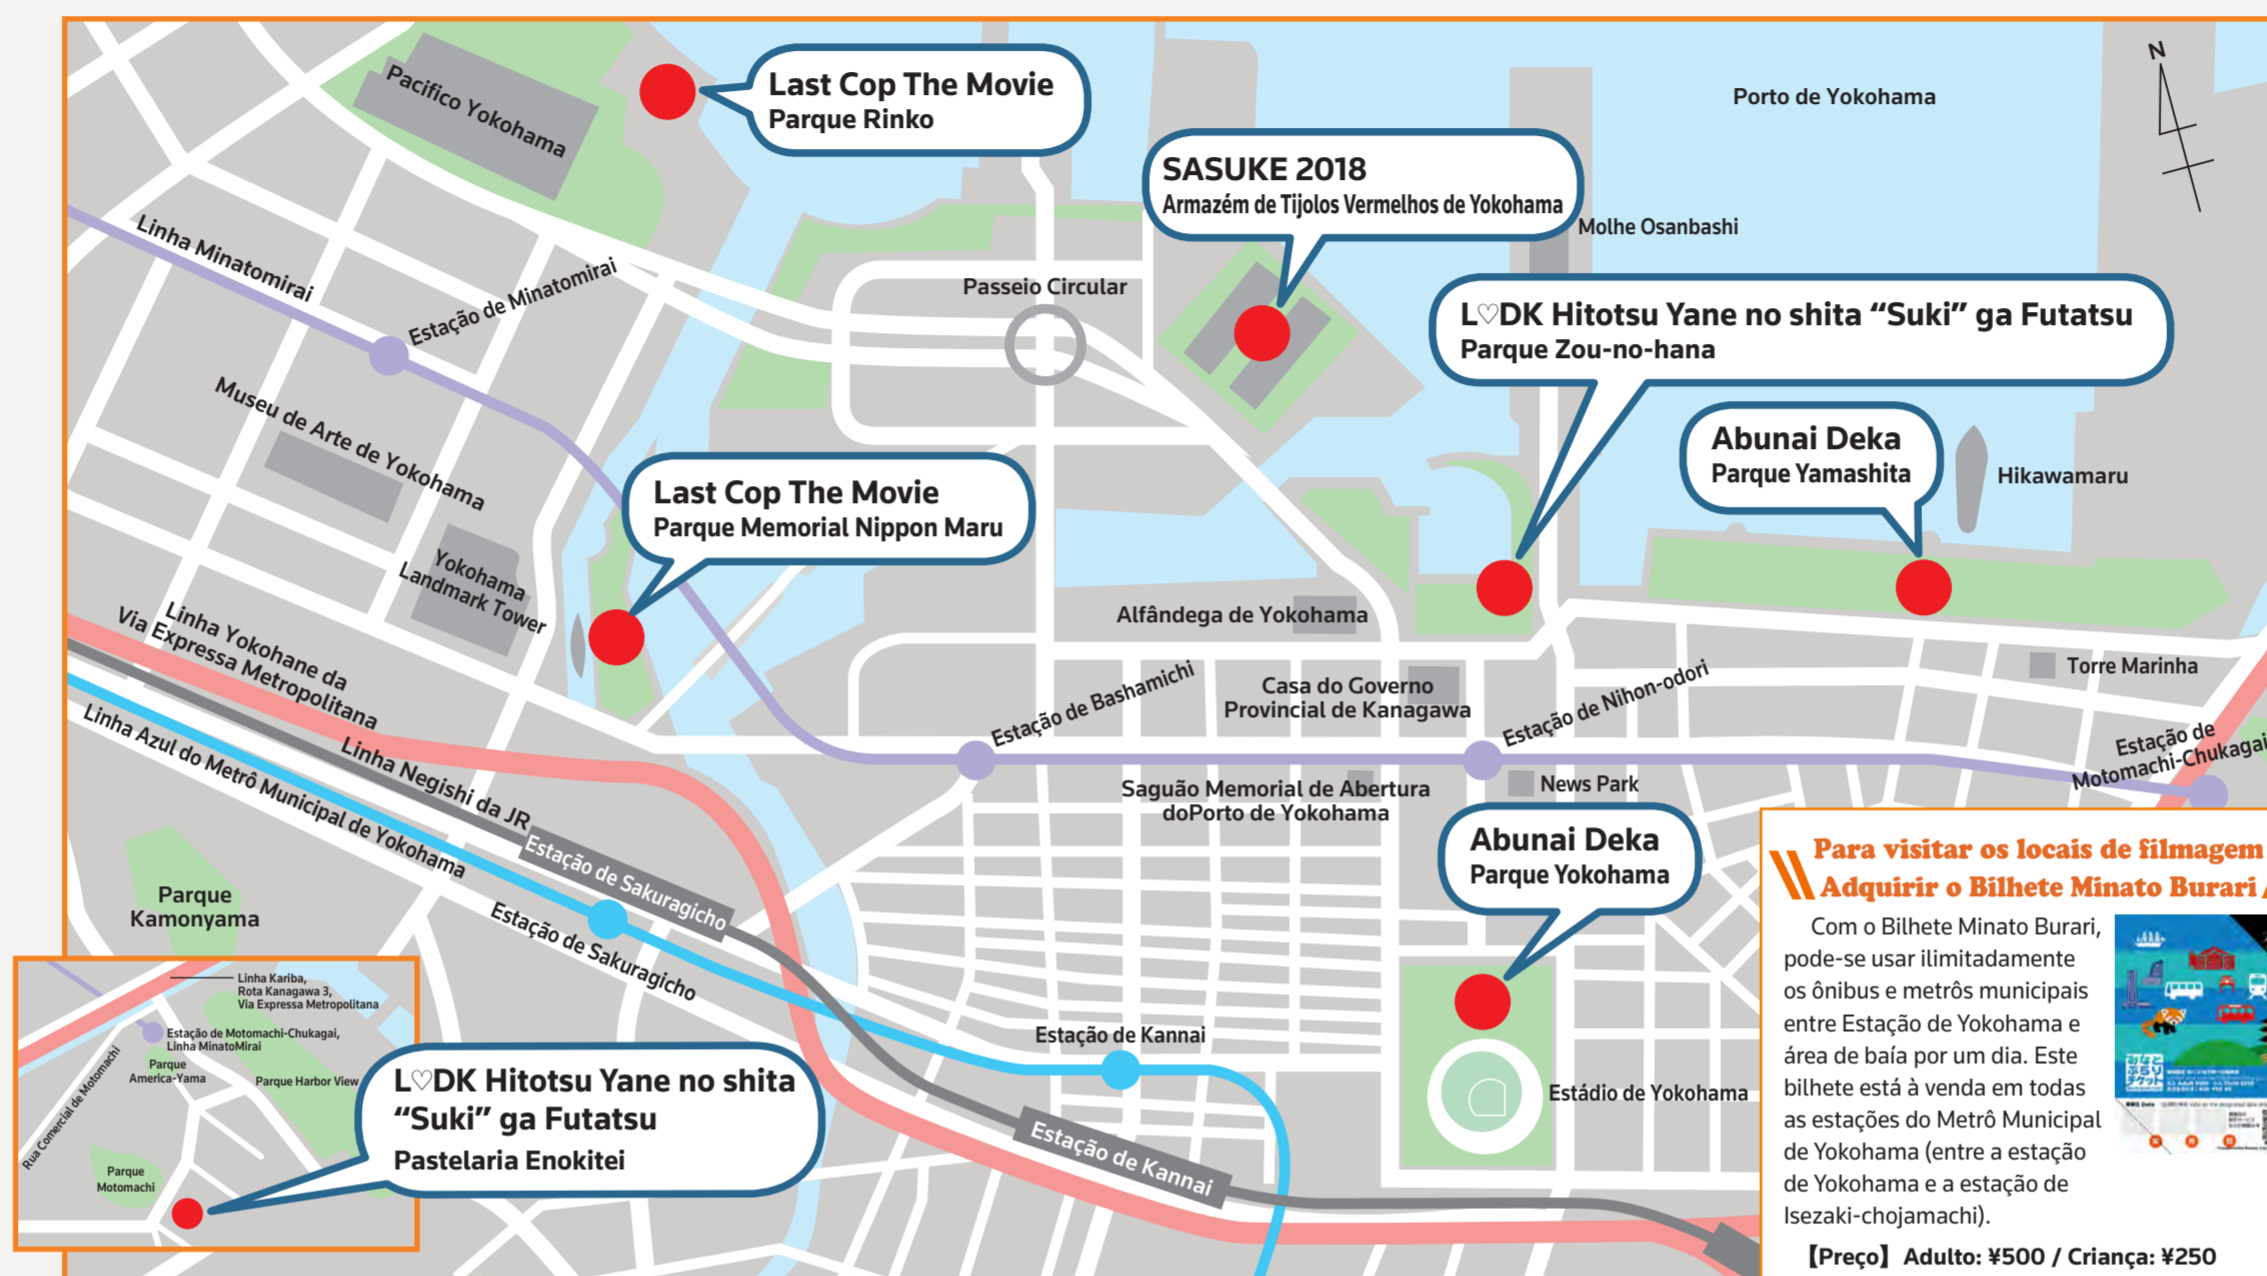 N
Pacifico Yokohama
Last Cop The Movie
Parque Rinko
Porto de Yokohama
SASUKE 2018
Armazém de Tijolos Vermelhos de Yokohama
Molhe Osanbashi
Linha Minatomirai
Estação de Minatomirai
Passeio Circular
L♡DK Hitotsu Yane no shita “Suki” ga Futatsu
Parque Zou-no-hana
Museu de Arte de Yokohama
Abunai Deka
Parque Yamashita
Hikawamaru
Last Cop The Movie
Parque Memorial Nippon Maru
Yokohama
Landmark Tower
Linha Yokohane da
Via Expressa Metropolitana
Alfândega de Yokohama
Casa do Governo
Provincial de Kanagawa
Estação de Bashamichi
Estação de Nihon-odori
Torre Marinha
Estação de
Motomachi-Chukagai
Linha Azul do Metrô Municipal de Yokohama
Linha Negishi da JR
Saguão Memorial de Abertura
doPorto de Yokohama
News Park
Abunai Deka
Parque Yokohama
Estação de Sakuragicho
Estação de Sakuragicho
Parque
Kamonyama
Estação de Kannai
Estádio de Yokohama
Estação de Kannai
Linha Kariba,
Rota Kanagawa 3,
Via Expressa Metropolitana
Estação de Motomachi-Chukagai,
Linha MinatoMirai
Parque
America-Yama
Parque Harbor View
Rua Comercial de Motomachi
Parque
Motomachi
L♡DK Hitotsu Yane no shita
“Suki” ga Futatsu
Pastelaria Enokitei
Para visitar os locais de filmagem
Adquirir o Bilhete Minato Burari
Com o Bilhete Minato Burari,
pode-se usar ilimitadamente
os ônibus e metrôs municipais
entre Estação de Yokohama e
área de baía por um dia. Este
bilhete está à venda em todas
as estações do Metrô Municipal
de Yokohama (entre a estação
de Yokohama e a estação de
Isezaki-chojamachi).
【Preço】Adulto: ¥500 / Criança: ¥250
みなと
ぶらり
チケット